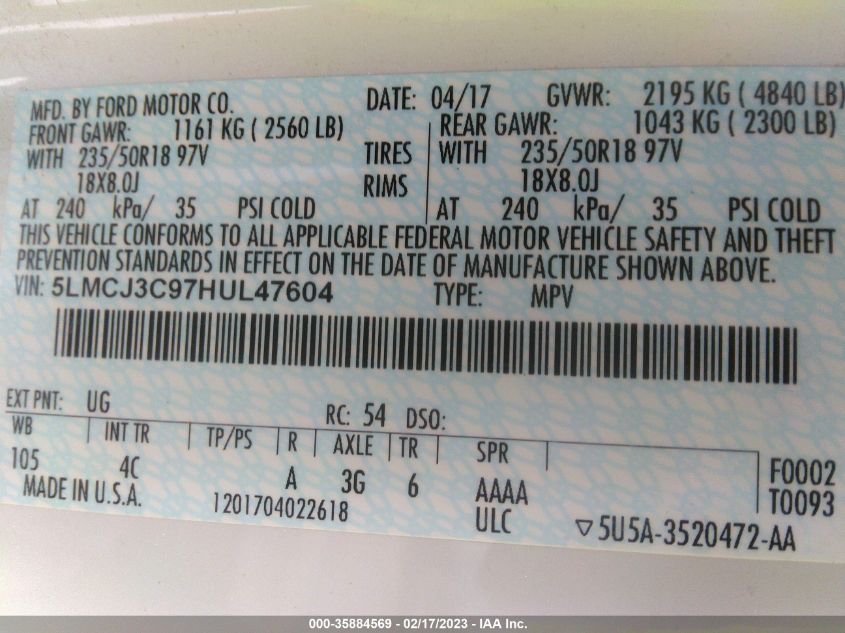 MFD. BY FORD MOTOR CO. DATE: 04/17 GVWR: 2195 KG ( 4840 LB)
FRONT GAWR: 1161 KG ( 2560 LB) REAR GAWR: 1043 KG ( 2300 LB)
WITH 235/50R18 97V TIRES WITH 235/50R18 97V
18X8.0J RIMS 18X8.0J
AT 240 kPa/ 35 PSI COLD AT 240 kPa/ 35 PSI COLD
THIS VEHICLE CONFORMS TO ALL APPLICABLE FEDERAL MOTOR VEHICLE SAFETY AND THEFT
PREVENTION STANDARDS IN EFFECT ON THE DATE OF MANUFACTURE SHOWN ABOVE.
VIN: 5LMCJ3C97HUL47604 TYPE: MPV
EXT PNT: UG RC: 54 DSO:
WB INT TR TP/PS R AXLE TR SPR
105 4C A 3G 6 AAAA F0002
MADE IN U.S.A. 1201704022618 ULC T0093
▽5U5A-3520472-AA
000-35884569 - 02/17/2023 - IAA Inc.